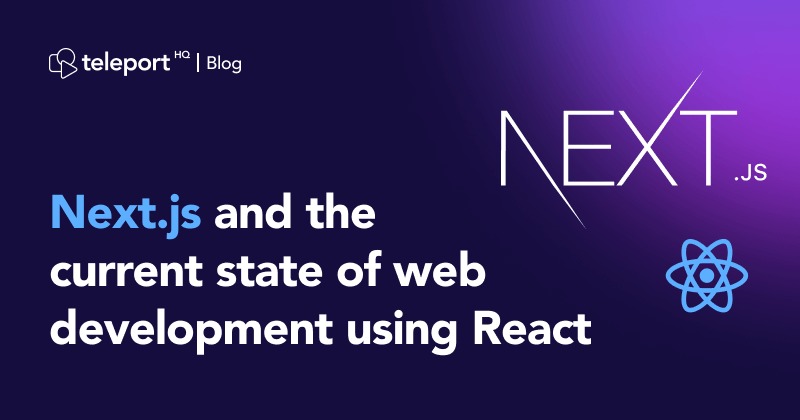 teleport HQ | Blog
NEXT.JS
Next.js and the
current state of web
development using React